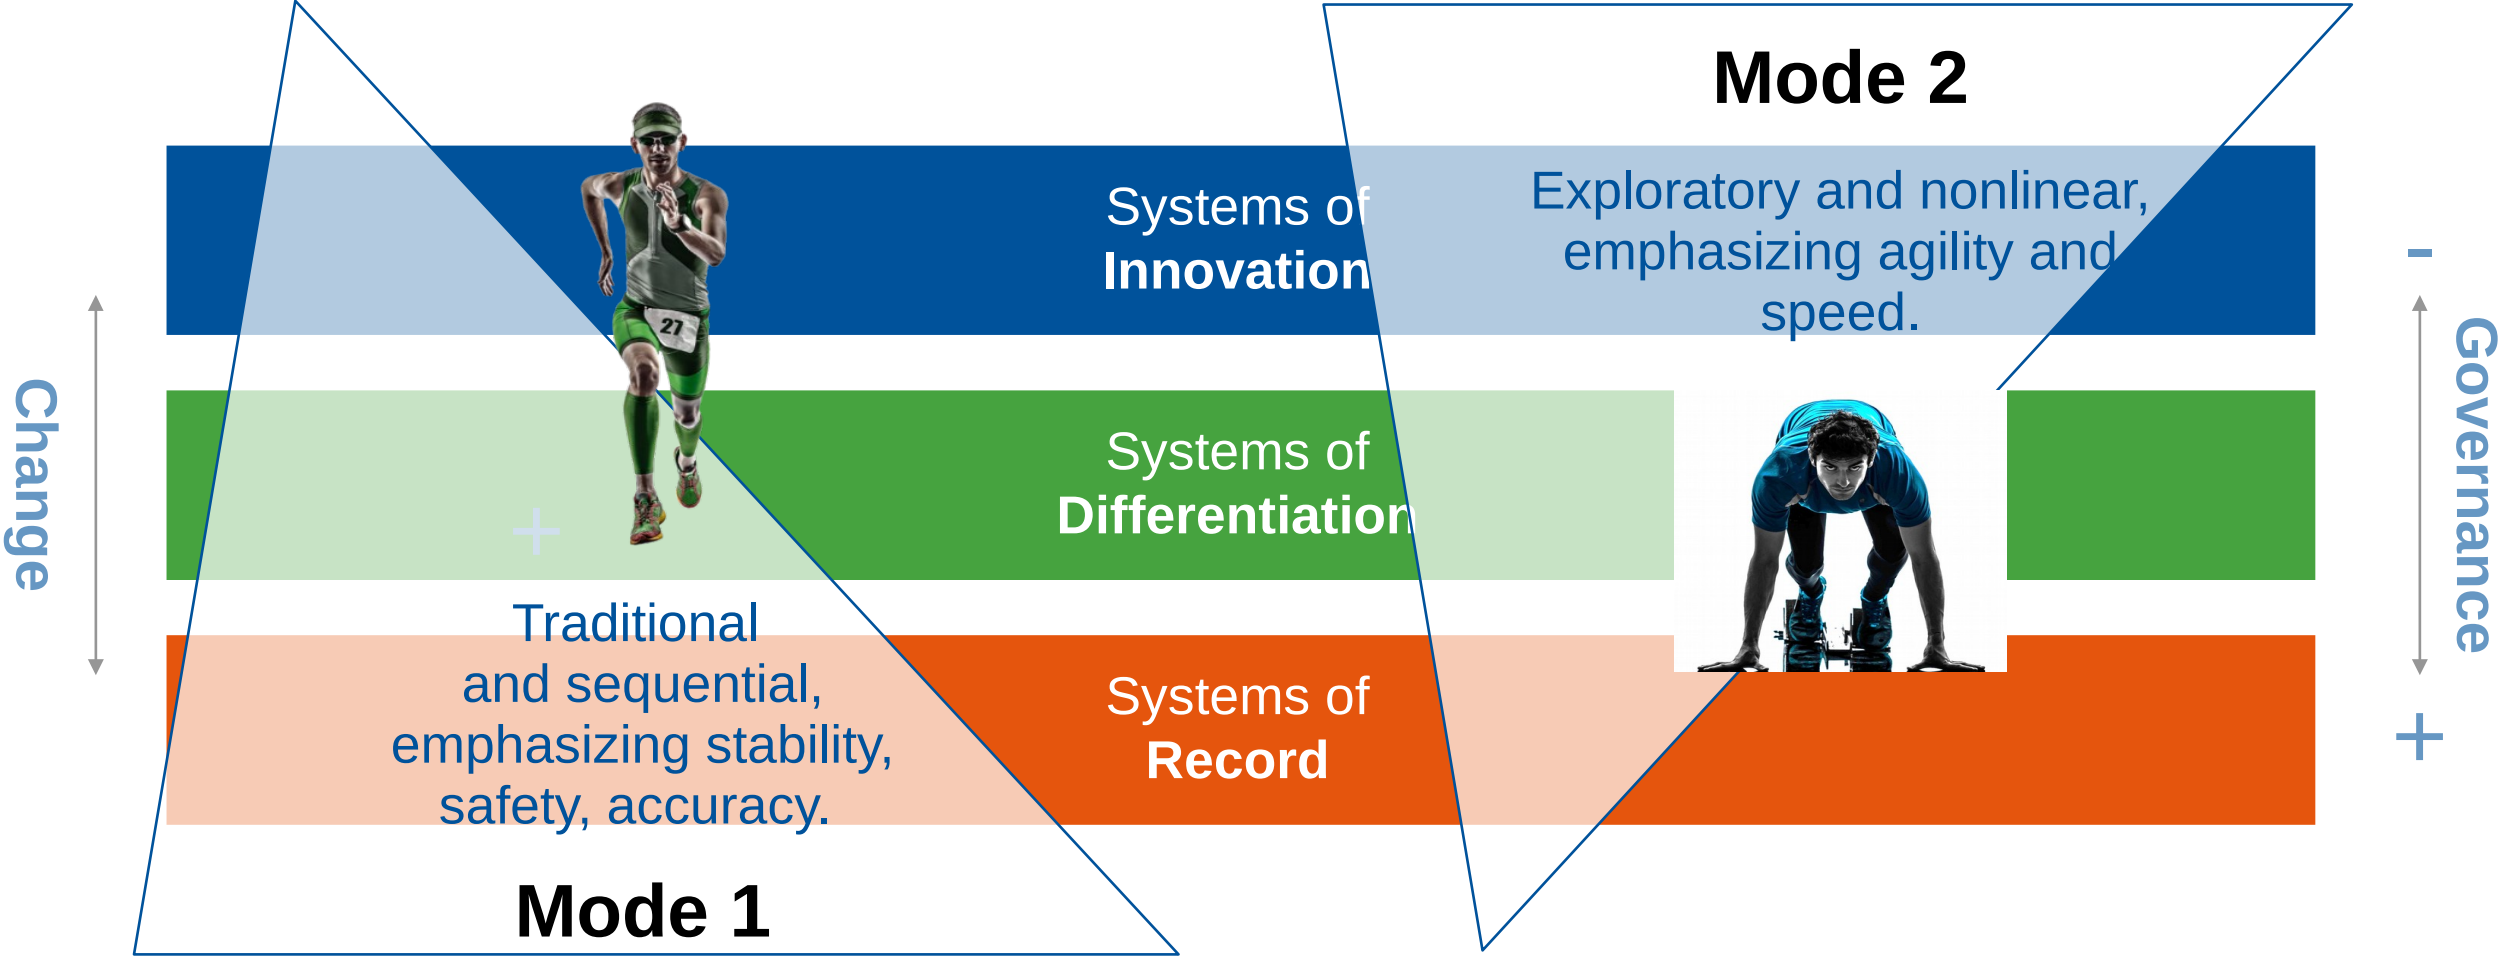 Mode 2
Systems of
Innovation
Exploratory and nonlinear,
emphasizing agility and
speed.
-
27
Change
Governance
Systems of
Differentiation
+
Traditional
and sequential,
emphasizing stability,
safety, accuracy.
Systems of
Record
+
Mode 1